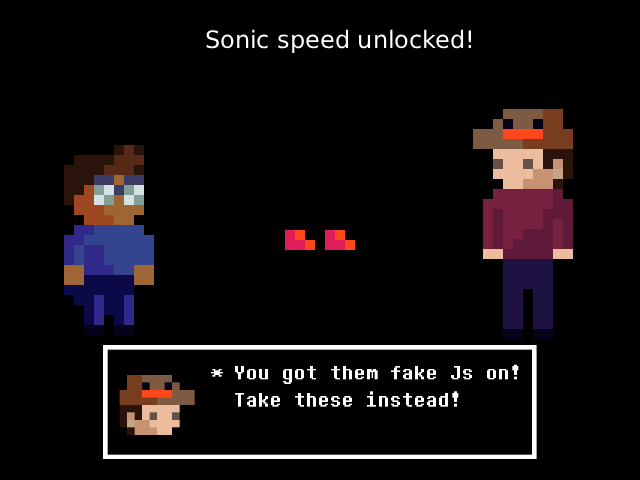 Sonic speed unlocked!
* You got them fake Js on!
Take these instead!